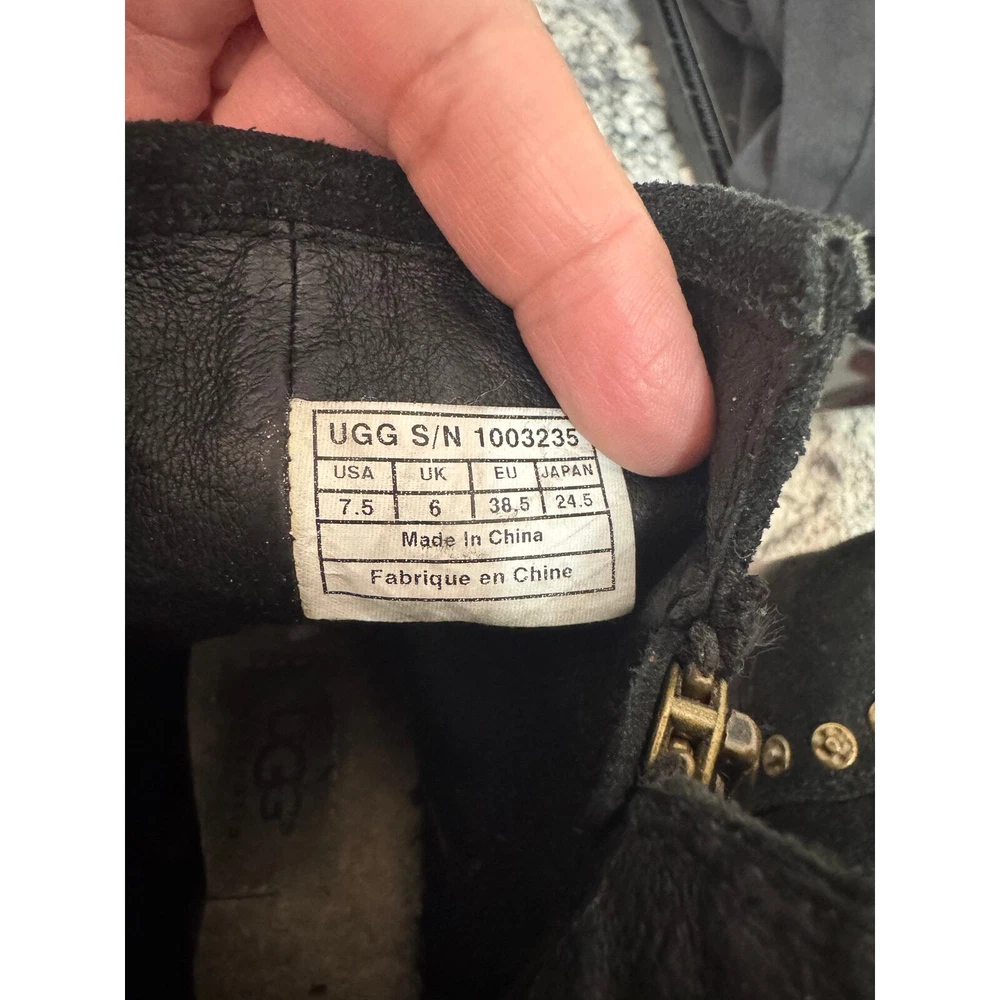 UGG S/N 1003235
USA UK EU JAPAN
7.5 6 38.5 24.5
Made In China
Fabrique en Chine
UGG